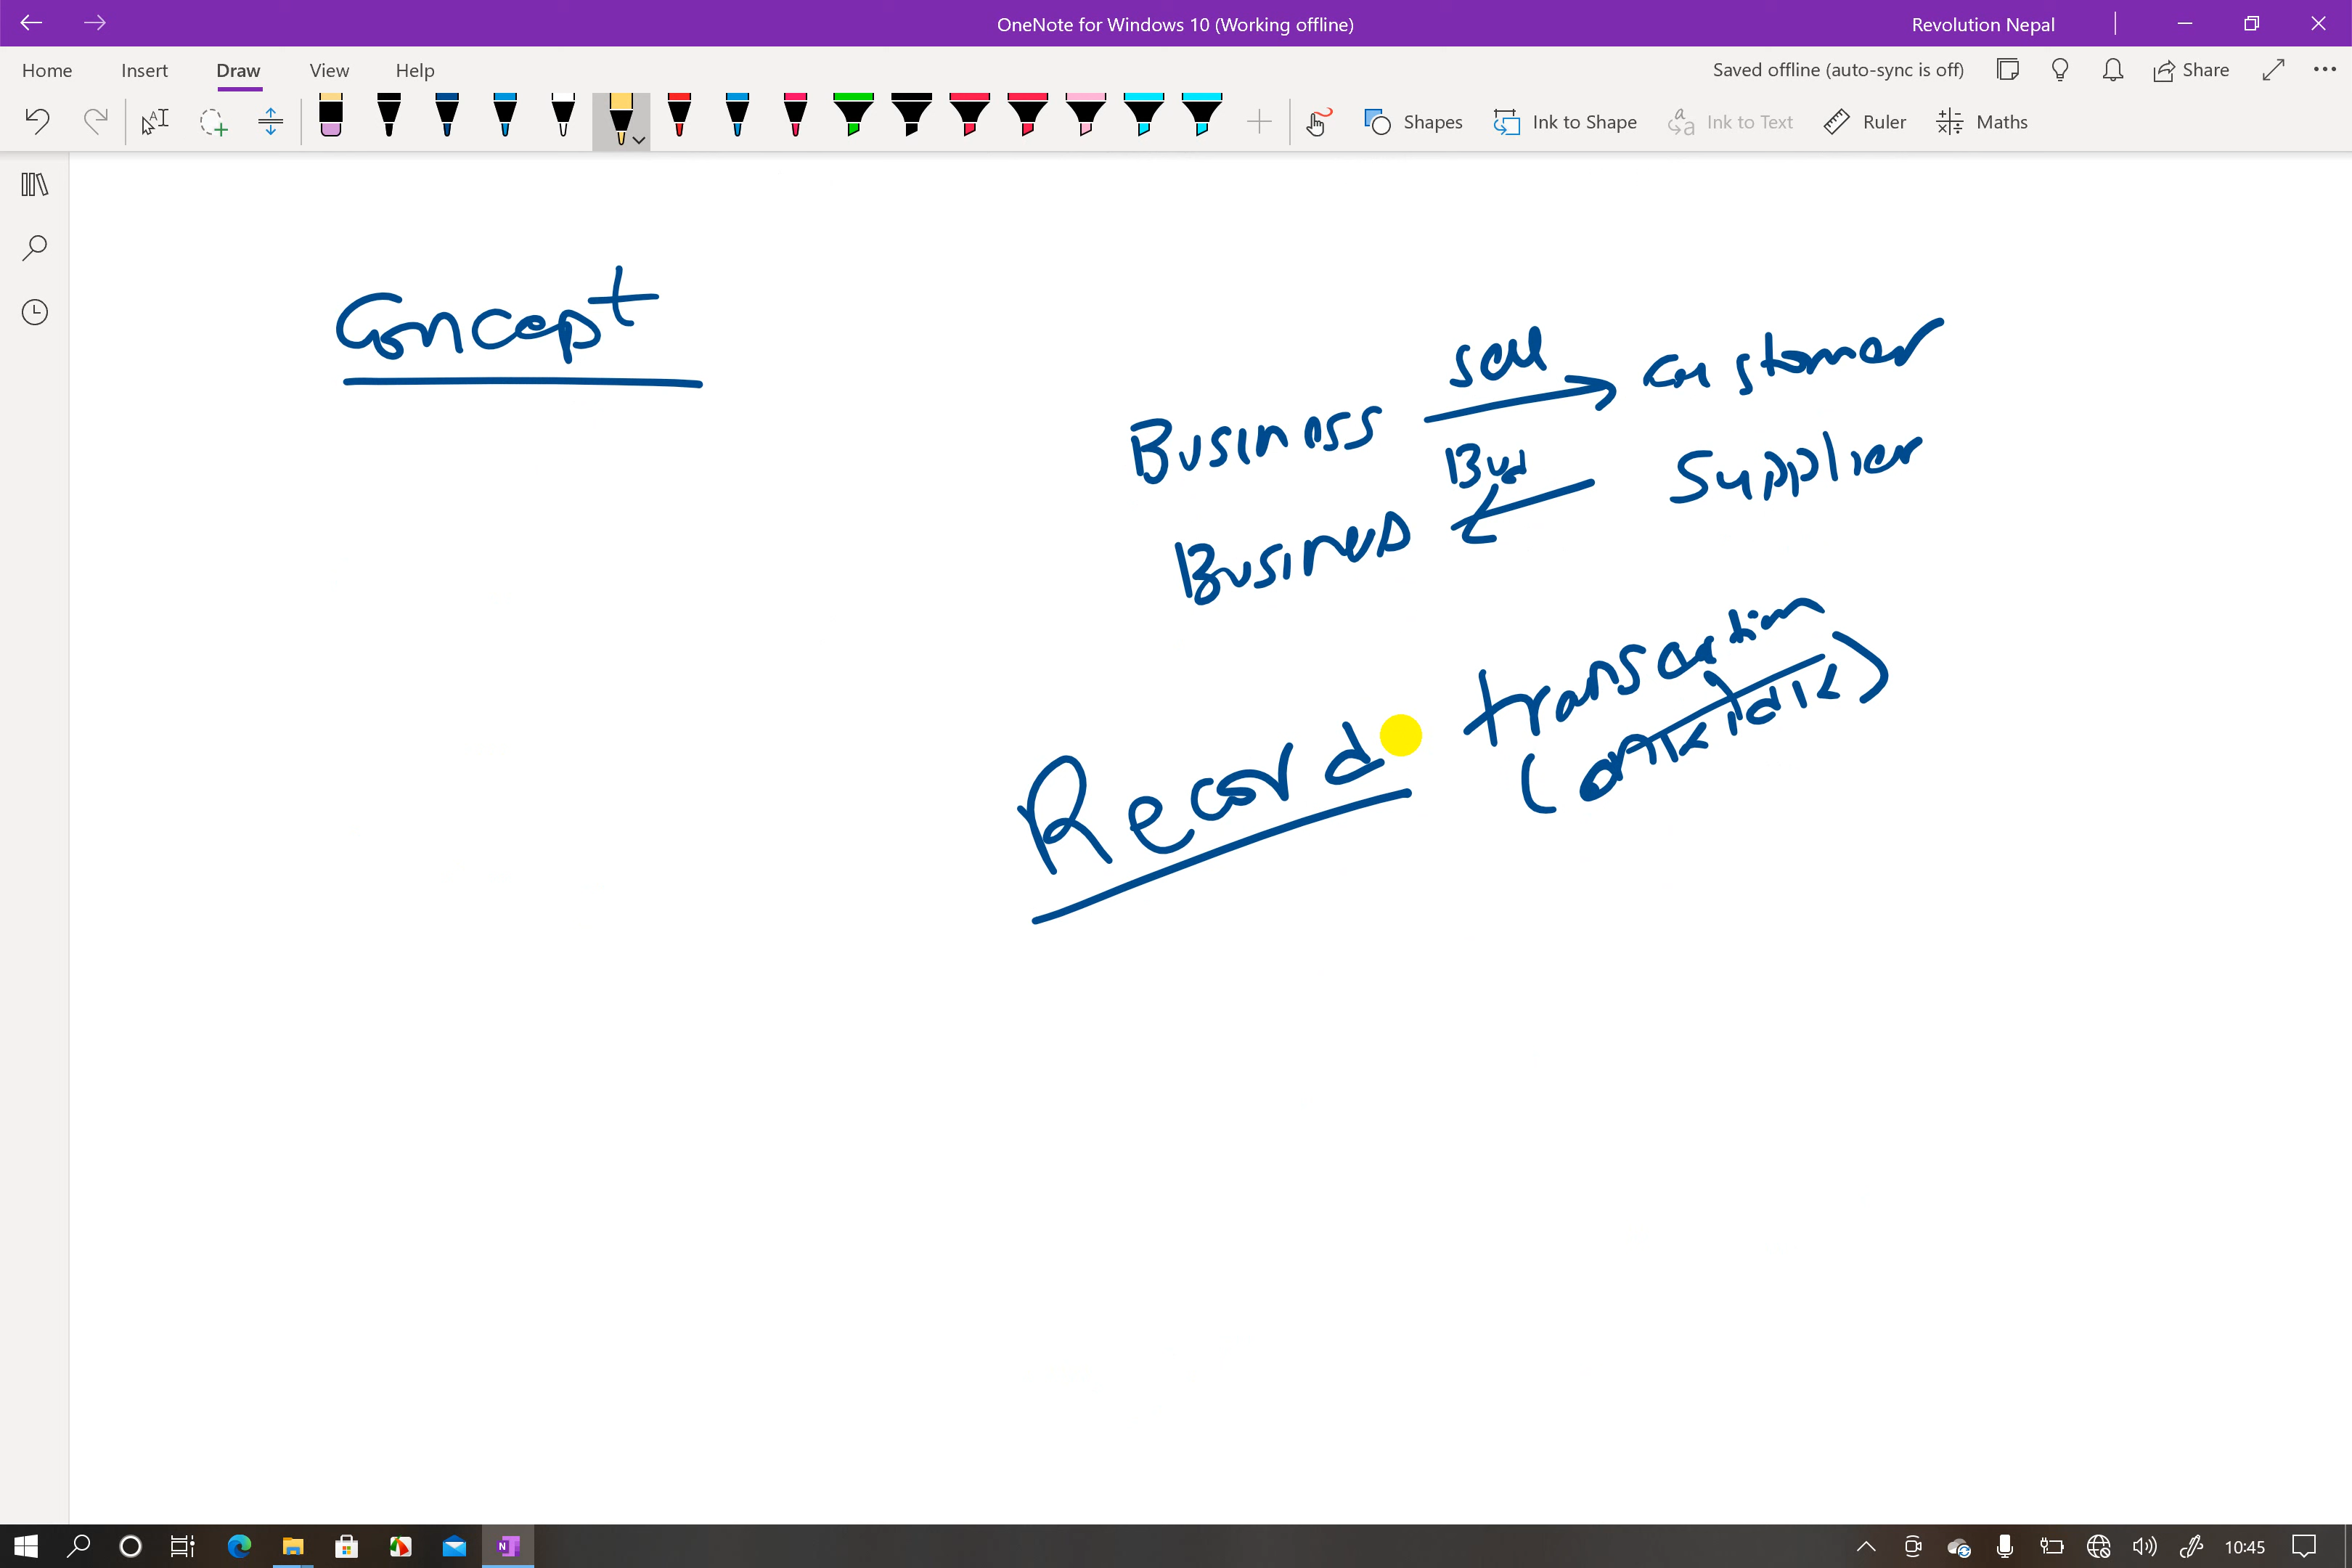 OneNote for Windows 10 (Working offline)
Revolution Nepal
Home Insert Draw View Help
Saved offline (auto-sync is off)
Share
Shapes
Ink to Shape
Ink to Text
Ruler
Maths
Concept
Business sell customer
Business Supplier
Record transaction
10:45